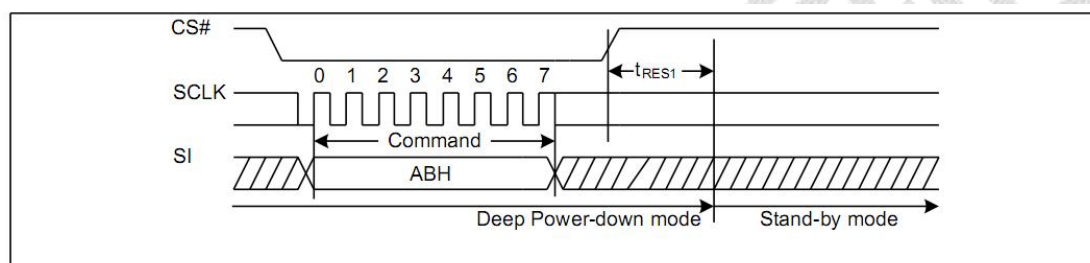 CS#
tRES1
0 1 2 3 4 5 6 7
SCLK
Command
SI
ABH
Deep Power-down mode Stand-by mode